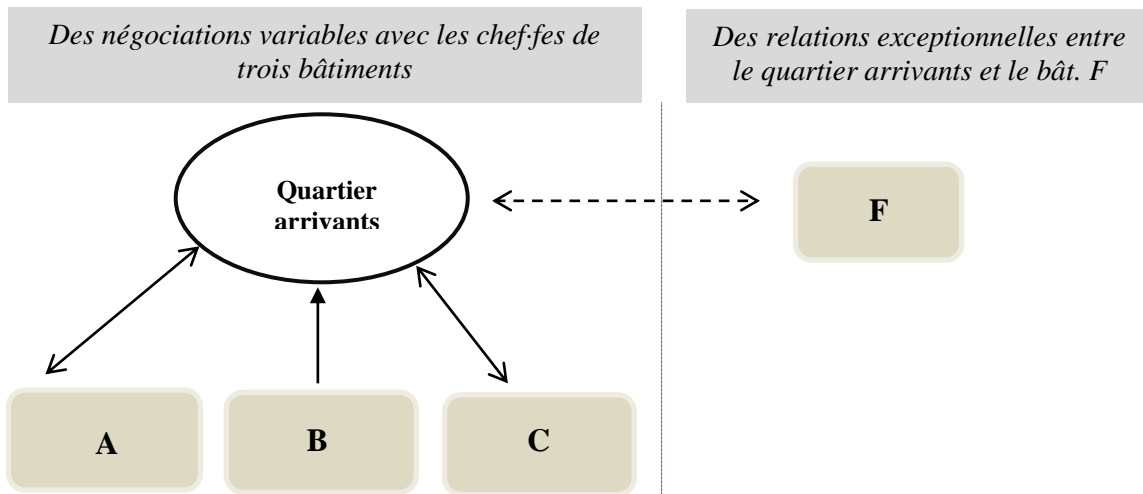 Des négociations variables avec les chef·fes de
trois bâtiments
Des relations exceptionnelles entre
le quartier arrivants et le bât. F
Quartier
arrivants
F
A
B
C